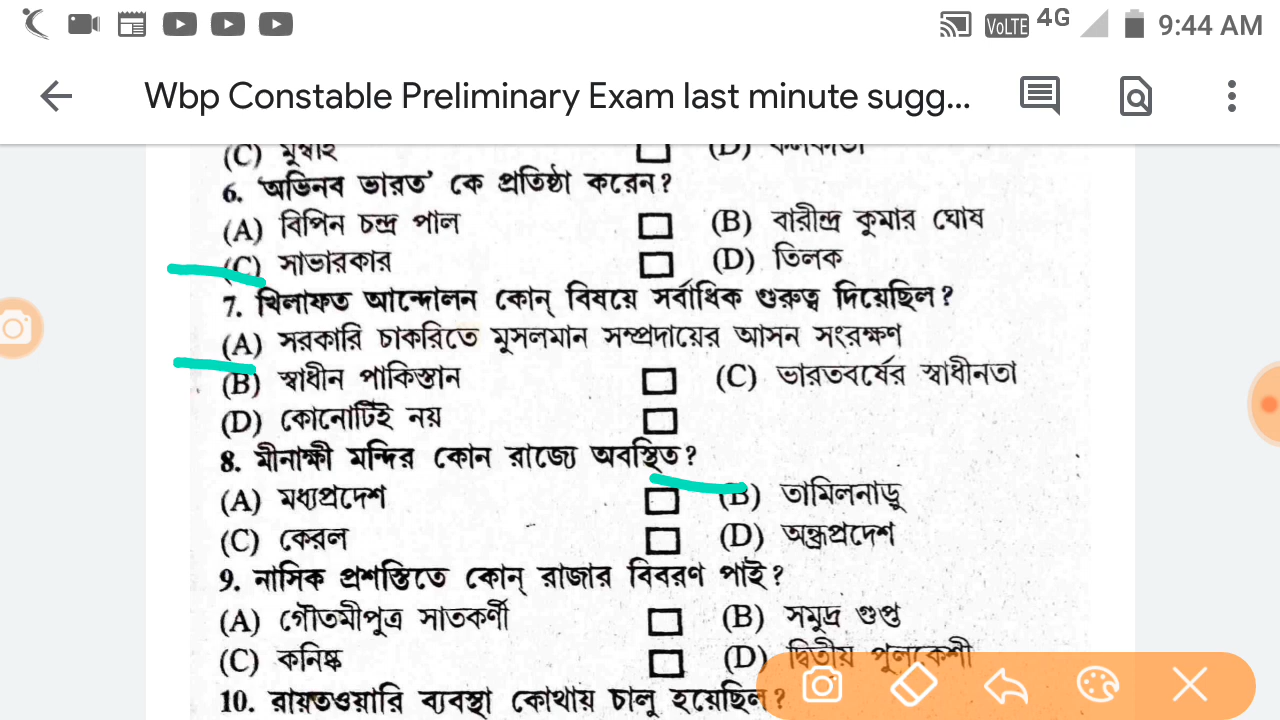 VoLTE 4G 9:44 AM
Wbp Constable Preliminary Exam last minute sugg...
(C) মুম্বাই (D) কলকাতা
6. 'অভিনব ভারত' কে প্রতিষ্ঠা করেন?
(A) বিপিন চন্দ্র পাল (B) বারীন্দ্র কুমার ঘোষ
(C) সাভারকার (D) তিলক
7. খিলাফত আন্দোলন কোন্ বিষয়ে সর্বাধিক গুরুত্ব দিয়েছিল?
(A) সরকারি চাকরিতে মুসলমান সম্প্রদায়ের আসন সংরক্ষণ
(B) স্বাধীন পাকিস্তান (C) ভারতবর্ষের স্বাধীনতা
(D) কোনোটিই নয়
8. মীনাক্ষী মন্দির কোন রাজ্যে অবস্থিত?
(A) মধ্যপ্রদেশ (B) তামিলনাড়ু
(C) কেরল (D) অন্ধ্রপ্রদেশ
9. নাসিক প্রশস্তিতে কোন্ রাজার বিবরণ পাই?
(A) গৌতমীপুত্র সাতকর্ণী (B) সমুদ্র গুপ্ত
(C) কনিষ্ক (D) দ্বিতীয় পুলকেশী
10. রায়তওয়ারি ব্যবস্থা কোথায় চালু হয়েছিল?